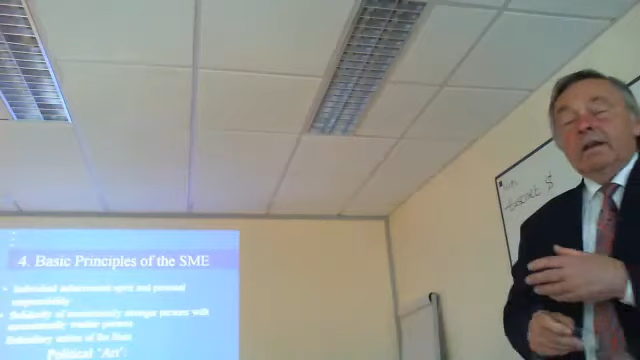 4. Basic Principles of the SME
Individual achievement spirit and personal
responsibility
Solidarity of economically stronger persons with
economically weaker persons
Subsidiary action of the State
Political "Art":